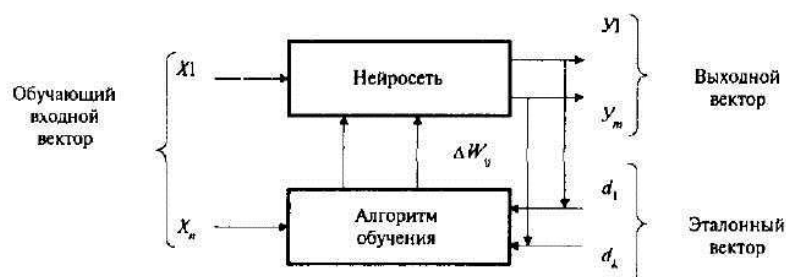 Обучающий
входной
вектор
X1
Xn
Нейросеть
ΔWij
Алгоритм
обучения
y1
ym
Выходной
вектор
d1
dk
Эталонный
вектор